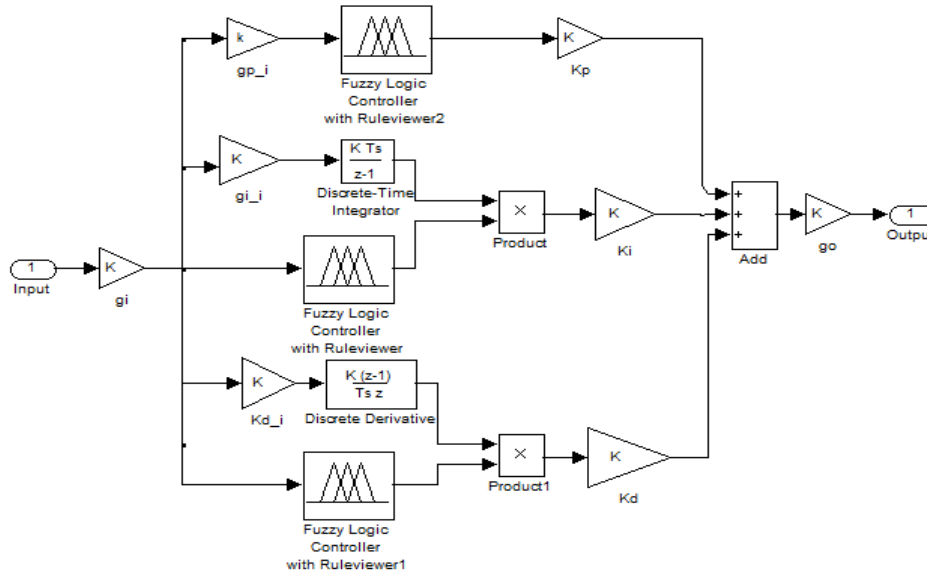 k
gp_i
Fuzzy Logic
Controller
with Ruleviewer2
K
Kp
K
gi_i
K Ts
z-1
Discrete-Time
Integrator
×
Product
K
Ki
+
+
+
Add
K
go
1
Output
1
Input
K
gi
Fuzzy Logic
Controller
with Ruleviewer
K
Kd_i
K (z-1)
Ts z
Discrete Derivative
×
Product1
K
Kd
Fuzzy Logic
Controller
with Ruleviewer1